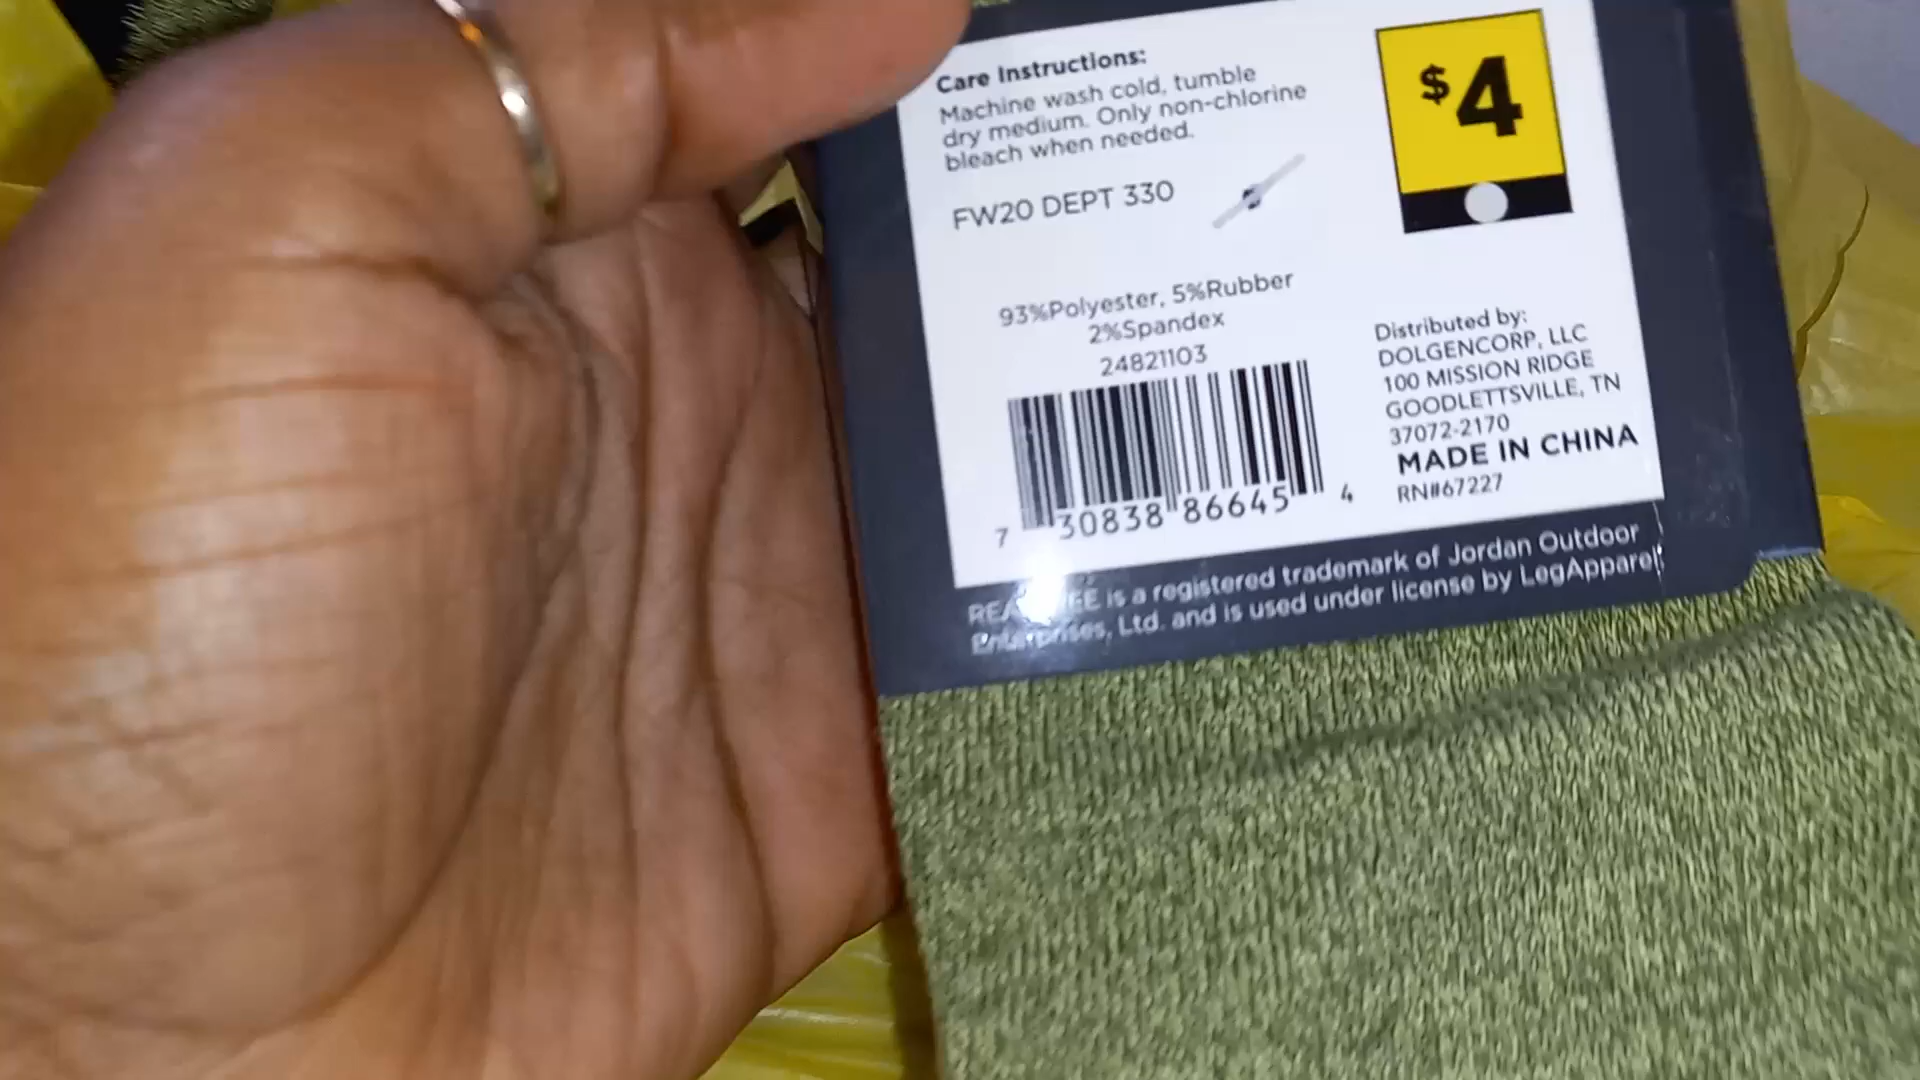 Care Instructions:
Machine wash cold, tumble
dry medium. Only non-chlorine
bleach when needed.
FW20 DEPT 330
$4
93%Polyester, 5%Rubber
2%Spandex
24821103
7 30838 86645 4
Distributed by:
DOLGENCORP, LLC
100 MISSION RIDGE
GOODLETTSVILLE, TN
37072-2170
MADE IN CHINA
RN#67227
is a registered trademark of Jordan Outdoor
Enterprises, Ltd. and is used under license by LegApparel.